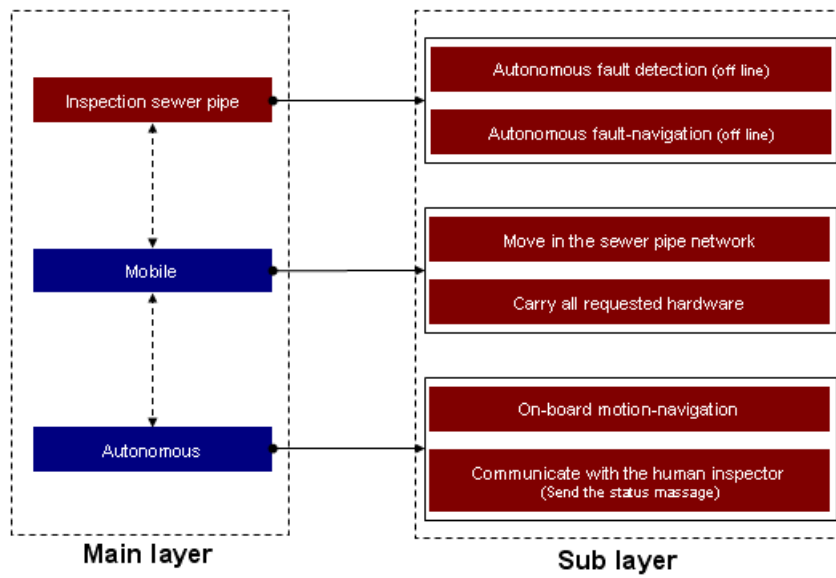 Inspection sewer pipe
Mobile
Autonomous
Main layer
Autonomous fault detection (off line)
Autonomous fault-navigation (off line)
Move in the sewer pipe network
Carry all requested hardware
On-board motion-navigation
Communicate with the human inspector
(Send the status massage)
Sub layer